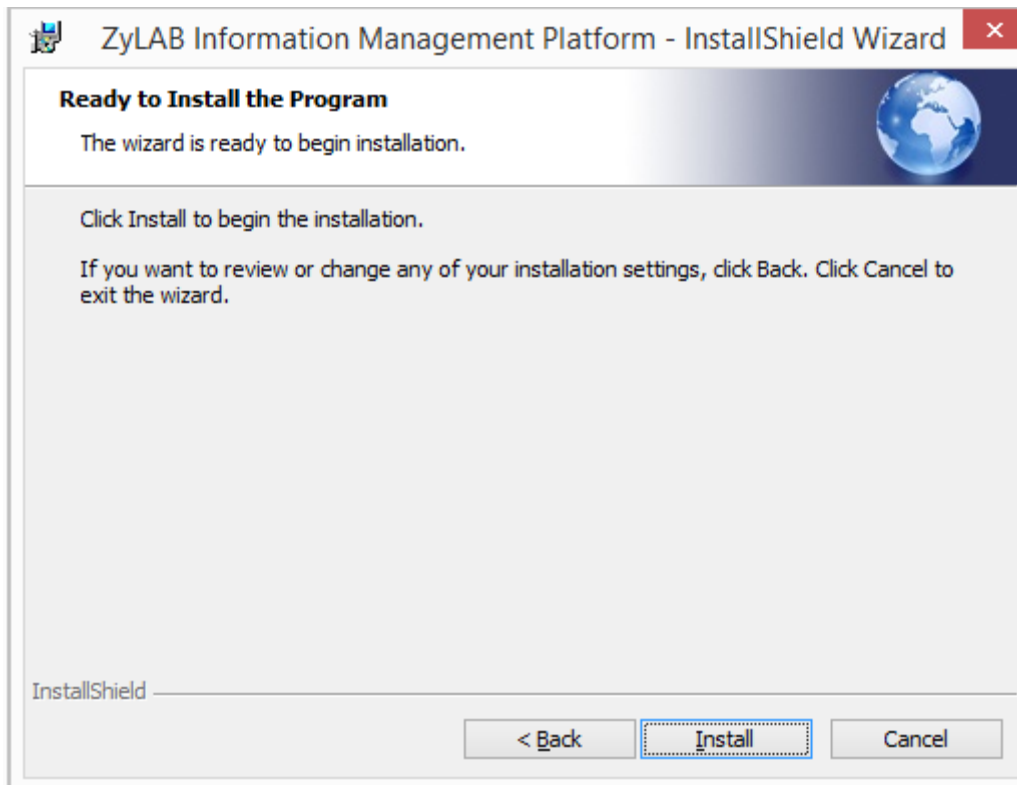 ZyLAB Information Management Platform - InstallShield Wizard
Ready to Install the Program
The wizard is ready to begin installation.
Click Install to begin the installation.
If you want to review or change any of your installation settings, click Back. Click Cancel to
exit the wizard.
InstallShield
< Back
Install
Cancel